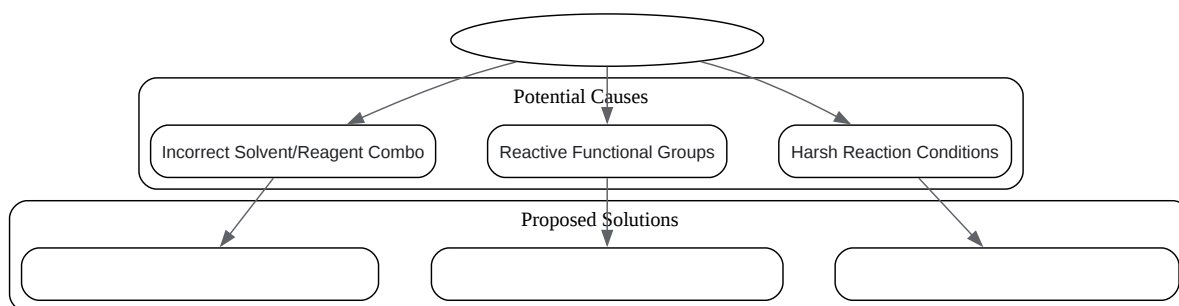 Potential Causes
Incorrect Solvent/Reagent Combo
Reactive Functional Groups
Harsh Reaction Conditions
Proposed Solutions